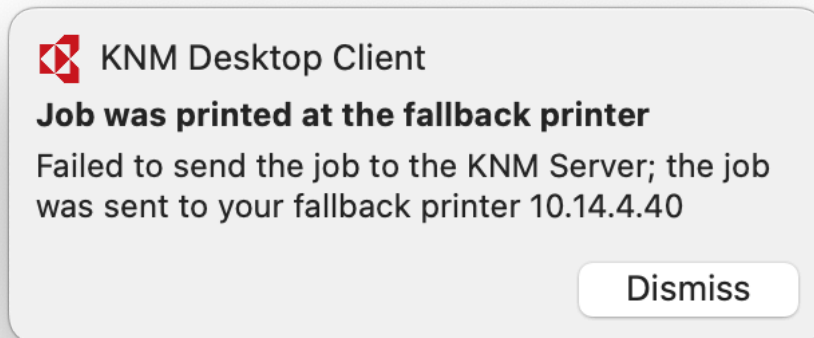 KNM Desktop Client
Job was printed at the fallback printer
Failed to send the job to the KNM Server; the job
was sent to your fallback printer 10.14.4.40
Dismiss